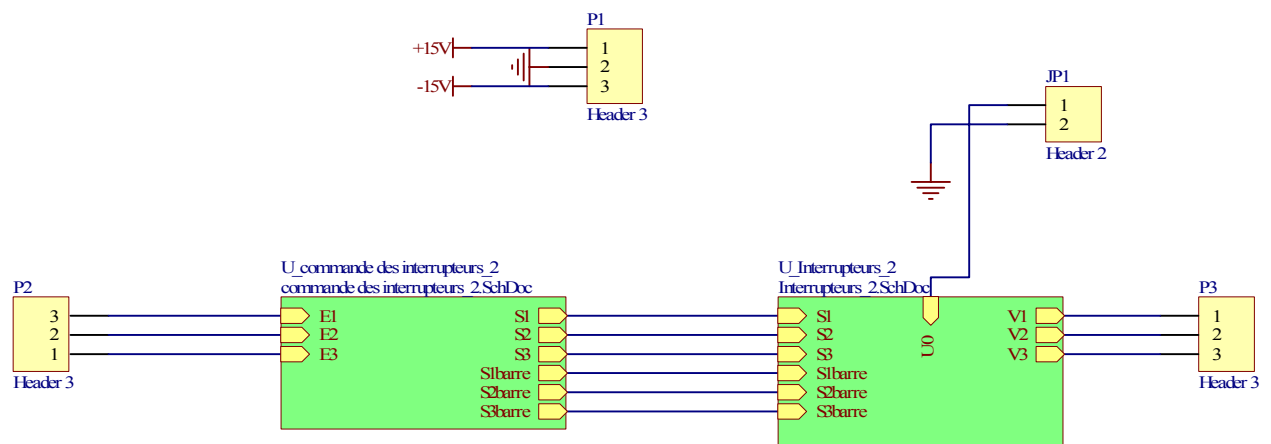 P1
+15V
1
2
-15V
3
Header 3
JP1
1
2
Header 2
U_commande des interrupteurs_2
commande des interrupteurs_2.SchDoc
U_Interrupteurs_2
Interrupteurs_2.SchDoc
P2
3
2
1
Header 3
E1
E2
E3
S1
S2
S3
S1barre
S2barre
S3barre
S1
S2
S3
S1barre
S2barre
S3barre
U0
V1
V2
V3
P3
1
2
3
Header 3